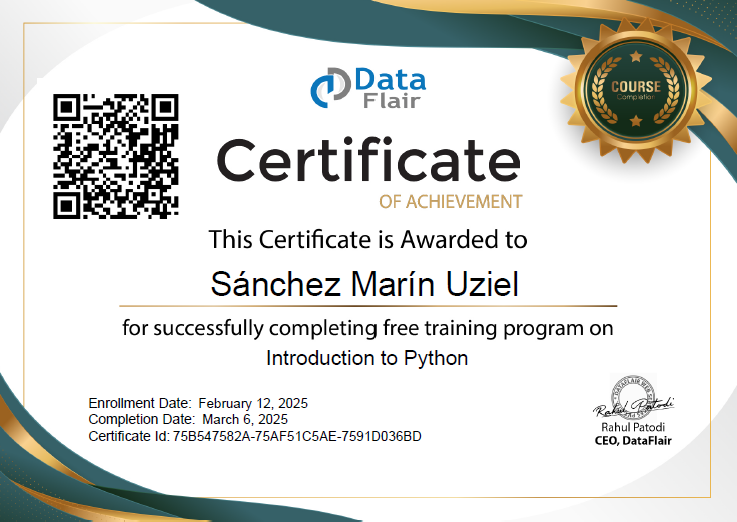 Data
Flair
COURSE
Completion
Certificate
OF ACHIEVEMENT
This Certificate is Awarded to
Sánchez Marín Uziel
for successfully completing free training program on
Introduction to Python
Enrollment Date: February 12, 2025
Completion Date: March 6, 2025
Certificate Id: 75B547582A-75AF51C5AE-7591D036BD
Rahul Patodi
Rahul Patodi
CEO, DataFlair